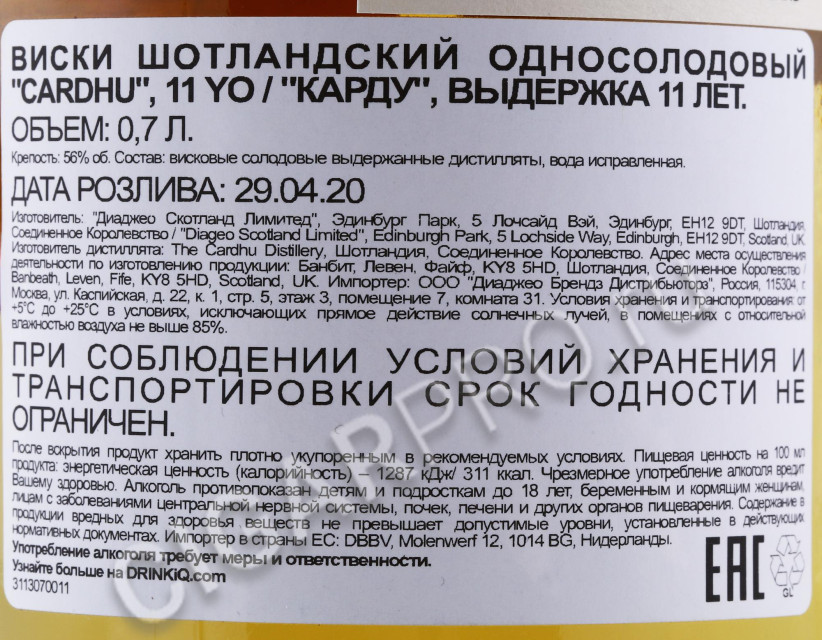 ВИСКИ ШОТЛАНДСКИЙ ОДНОСОЛОДОВЫЙ
"CARDHU", 11 YO / "КАРДУ", ВЫДЕРЖКА 11 ЛЕТ.
ОБЪЕМ: 0,7 Л.
Крепость: 56% об. Состав: висковые солодовые выдержанные дистилляты, вода исправленная.
ДАТА РОЗЛИВА: 29.04.20
Изготовитель: "Диаджео Скотланд Лимитед", Эдинбург Парк, 5 Лочсайд Вэй, Эдинбург, EH12 9DT, Шотландия,
Соединенное Королевство / "Diageo Scotland Limited", Edinburgh Park, 5 Lochside Way, Edinburgh, EH12 9DT, Scotland, UK.
Изготовитель дистиллята: The Cardhu Distillery, Шотландия, Соединенное Королевство. Адрес места осуществления
деятельности по изготовлению продукции: Банбит, Левен, Файф, KY8 5HD, Шотландия, Соединенное Королевство /
Banbeath, Leven, Fife, KY8 5HD, Scotland, UK. Импортер: ООО "Диаджео Брендз Дистрибьюторз", Россия, 115304, г.
Москва, ул. Каспийская, д. 22, к. 1, стр. 5, этаж 3, помещение 7, комната 31. Условия хранения и транспортирования: от
+5°С до +25°С в условиях, исключающих прямое действие солнечных лучей, в помещениях с относительной
влажностью воздуха не выше 85%.
ПРИ СОБЛЮДЕНИИ УСЛОВИЙ ХРАНЕНИЯ И
ТРАНСПОРТИРОВКИ СРОК ГОДНОСТИ НЕ
ОГРАНИЧЕН.
После вскрытия продукт хранить плотно укупоренным в рекомендуемых условиях. Пищевая ценность на 100 мл
продукта: энергетическая ценность (калорийность) – 1287 кДж/ 311 ккал. Чрезмерное употребление алкоголя вредит
Вашему здоровью. Алкоголь противопоказан детям и подросткам до 18 лет, беременным и кормящим женщинам,
лицам с заболеваниями центральной нервной системы, почек, печени и других органов пищеварения. Содержание в
продукции вредных для здоровья веществ не превышает допустимые уровни, установленные в действующих
нормативных документах. Импортер в страны ЕС: DBBV, Molenwerf 12, 1014 BG, Нидерланды.
Употребление алкоголя требует меры и ответственности.
Узнайте больше на DRINKiQ.com
3113070011
EAC
GL
CIGARPRO.ru